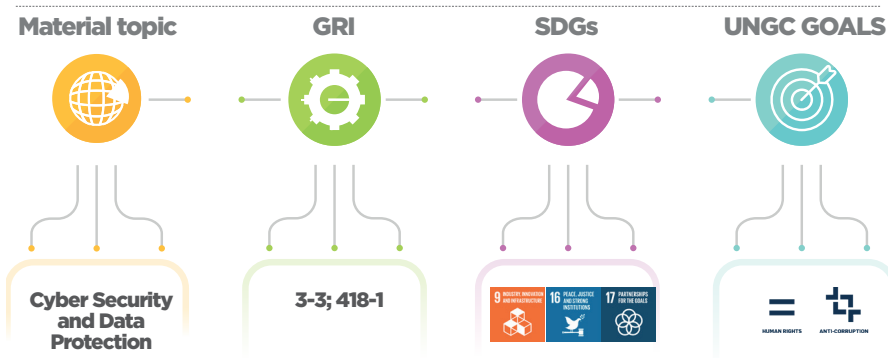 Material topic
GRI
SDGs
UNGC GOALS
Cyber Security
and Data
Protection
3-3; 418-1
9 INDUSTRY, INNOVATION
AND INFRASTRUCTURE
16 PEACE, JUSTICE
AND STRONG
INSTITUTIONS
17 PARTNERSHIPS
FOR THE GOALS
HUMAN RIGHTS
ANTI-CORRUPTION